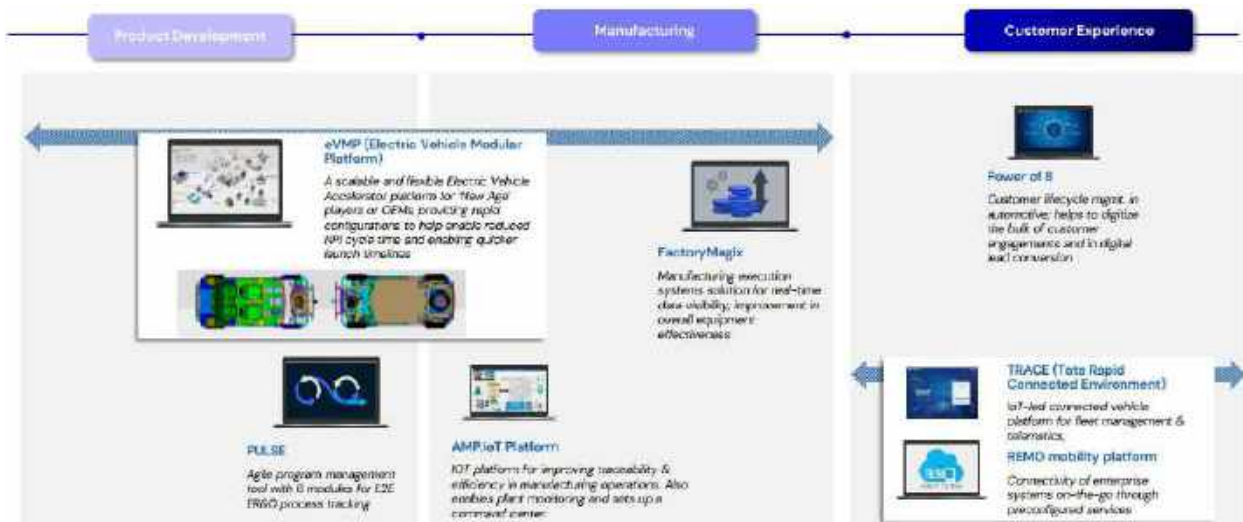 Product Development
Manufacturing
Customer Experience
eVMP (Electric Vehicle Modular
Platform)
A scalable and flexible Electric Vehicle
Accelerator platform for 'New Age'
players or OEMs, providing rapid
configurations to help enable reduced
NPI cycle time and enabling quicker
launch timelines
PULSE
Agile program management
tool with 6 modules for E2E
process tracking
AMP.IoT Platform
IOT platform for improving traceability &
efficiency in manufacturing operations. Also
enables plant monitoring and sets up a
command center
FactoryMagix
Manufacturing execution
systems solution for real-time
data visibility, improvement in
overall equipment
effectiveness
Power of 8
Customer lifecycle mgmt. in
automotive; helps to digitize
the bulk of customer
engagements and in digital
lead conversion
TRACE (Tata Rapid
Connected Environment)
IoT-led connected vehicle
platform for fleet management &
telematics,
REMO mobility platform
Connectivity of enterprise
systems on-the-go through
preconfigured services